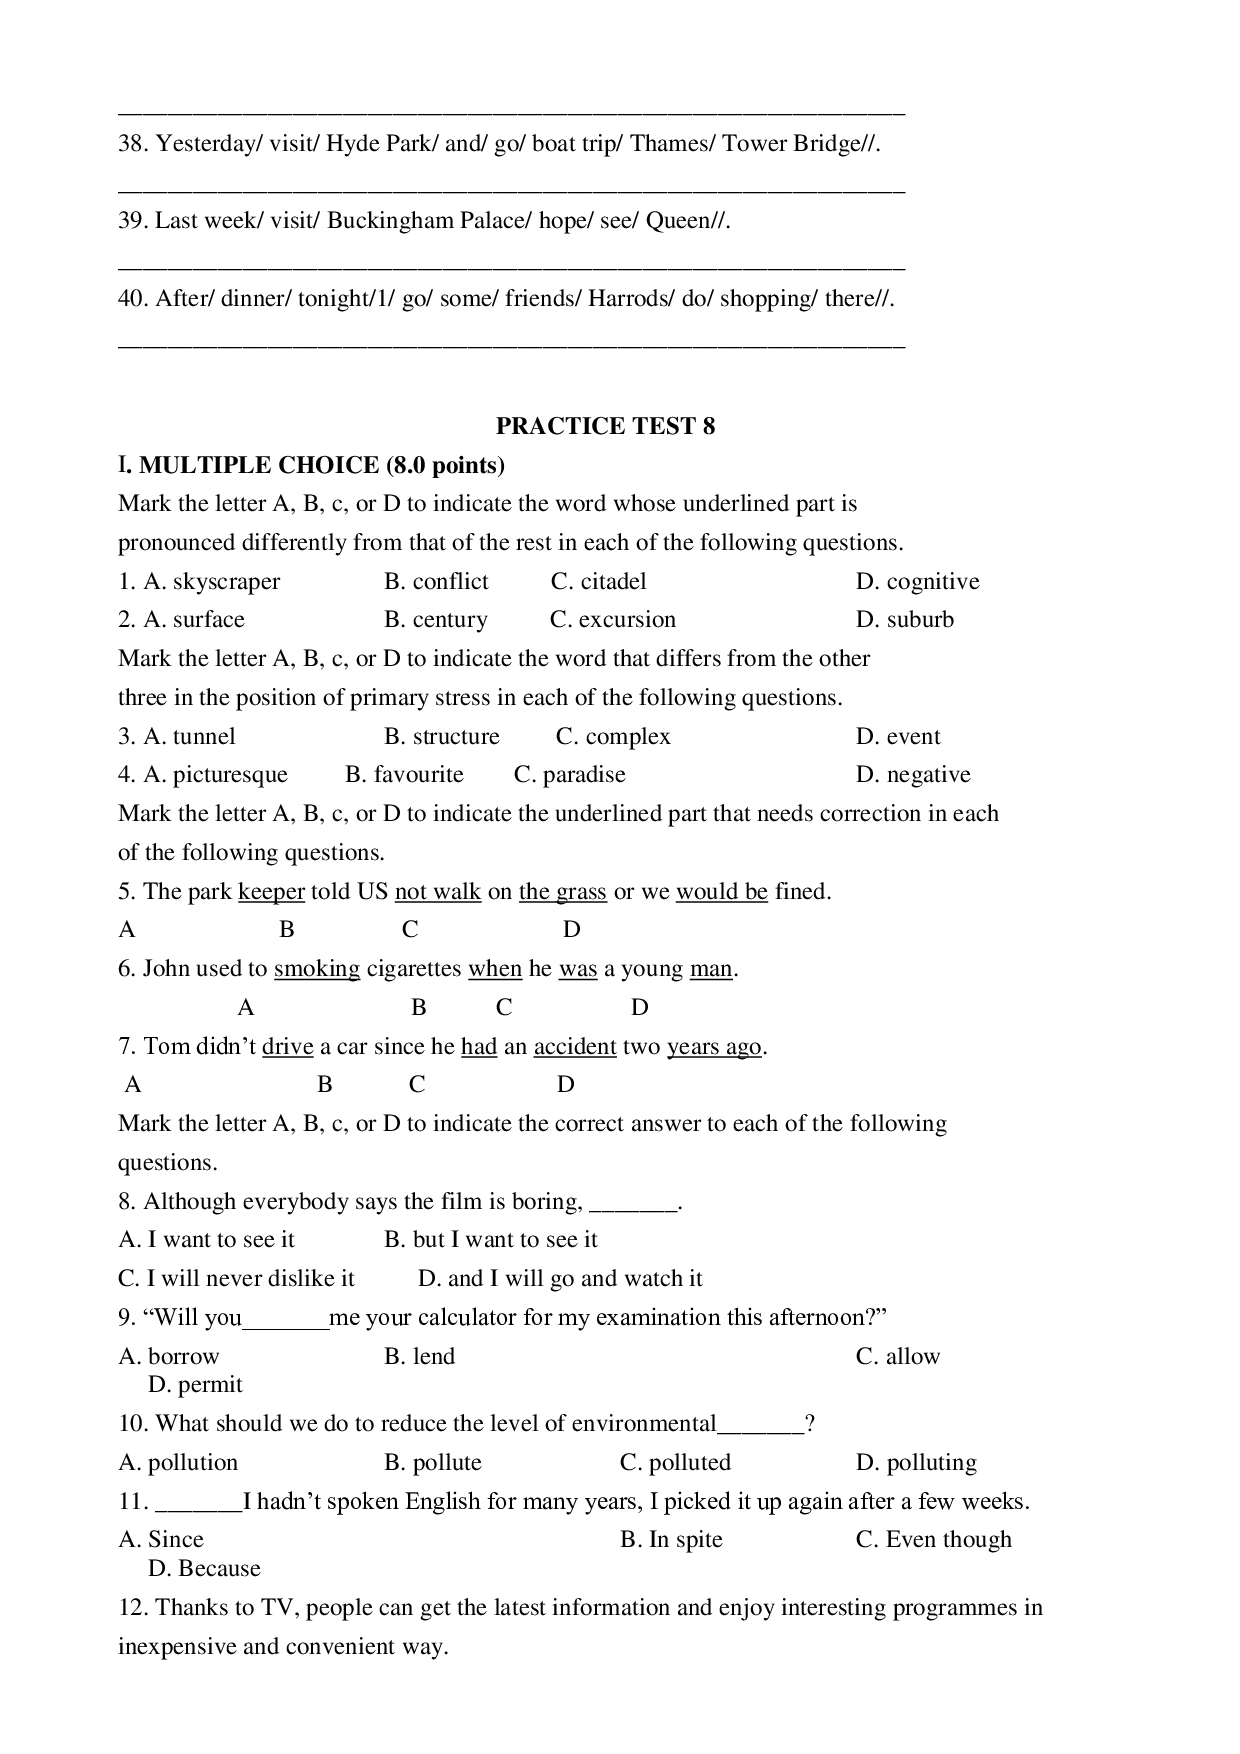 ________________________________________________________________
38. Yesterday/ visit/ Hyde Park/ and/ go/ boat trip/ Thames/ Tower Bridge//.
________________________________________________________________
39. Last week/ visit/ Buckingham Palace/ hope/ see/ Queen//.
________________________________________________________________
40. After/ dinner/ tonight/1/ go/ some/ friends/ Harrods/ do/ shopping/ there//.
________________________________________________________________
PRACTICE TEST 8
I. MULTIPLE CHOICE (8.0 points)
Mark the letter A, B, c, or D to indicate the word whose underlined part is
pronounced differently from that of the rest in each of the following questions.
1. A. skyscraper B. conflict C. citadel D. cognitive
2. A. surface B. century C. excursion D. suburb
Mark the letter A, B, c, or D to indicate the word that differs from the other
three in the position of primary stress in each of the following questions.
3. A. tunnel B. structure C. complex D. event
4. A. picturesque B. favourite C. paradise D. negative
Mark the letter A, B, c, or D to indicate the underlined part that needs correction in each
of the following questions.
5. The park keeper told US not walk on the grass or we would be fined.
A B C D
6. John used to smoking cigarettes when he was a young man.
A B C D
7. Tom didn’t drive a car since he had an accident two years ago.
A B C D
Mark the letter A, B, c, or D to indicate the correct answer to each of the following
questions.
8. Although everybody says the film is boring, _______.
A. I want to see it B. but I want to see it
C. I will never dislike it D. and I will go and watch it
9. “Will you_______me your calculator for my examination this afternoon?”
A. borrow B. lend C. allow
D. permit
10. What should we do to reduce the level of environmental_______?
A. pollution B. pollute C. polluted D. polluting
11. _______I hadn’t spoken English for many years, I picked it up again after a few weeks.
A. Since B. In spite C. Even though
D. Because
12. Thanks to TV, people can get the latest information and enjoy interesting programmes in
inexpensive and convenient way.